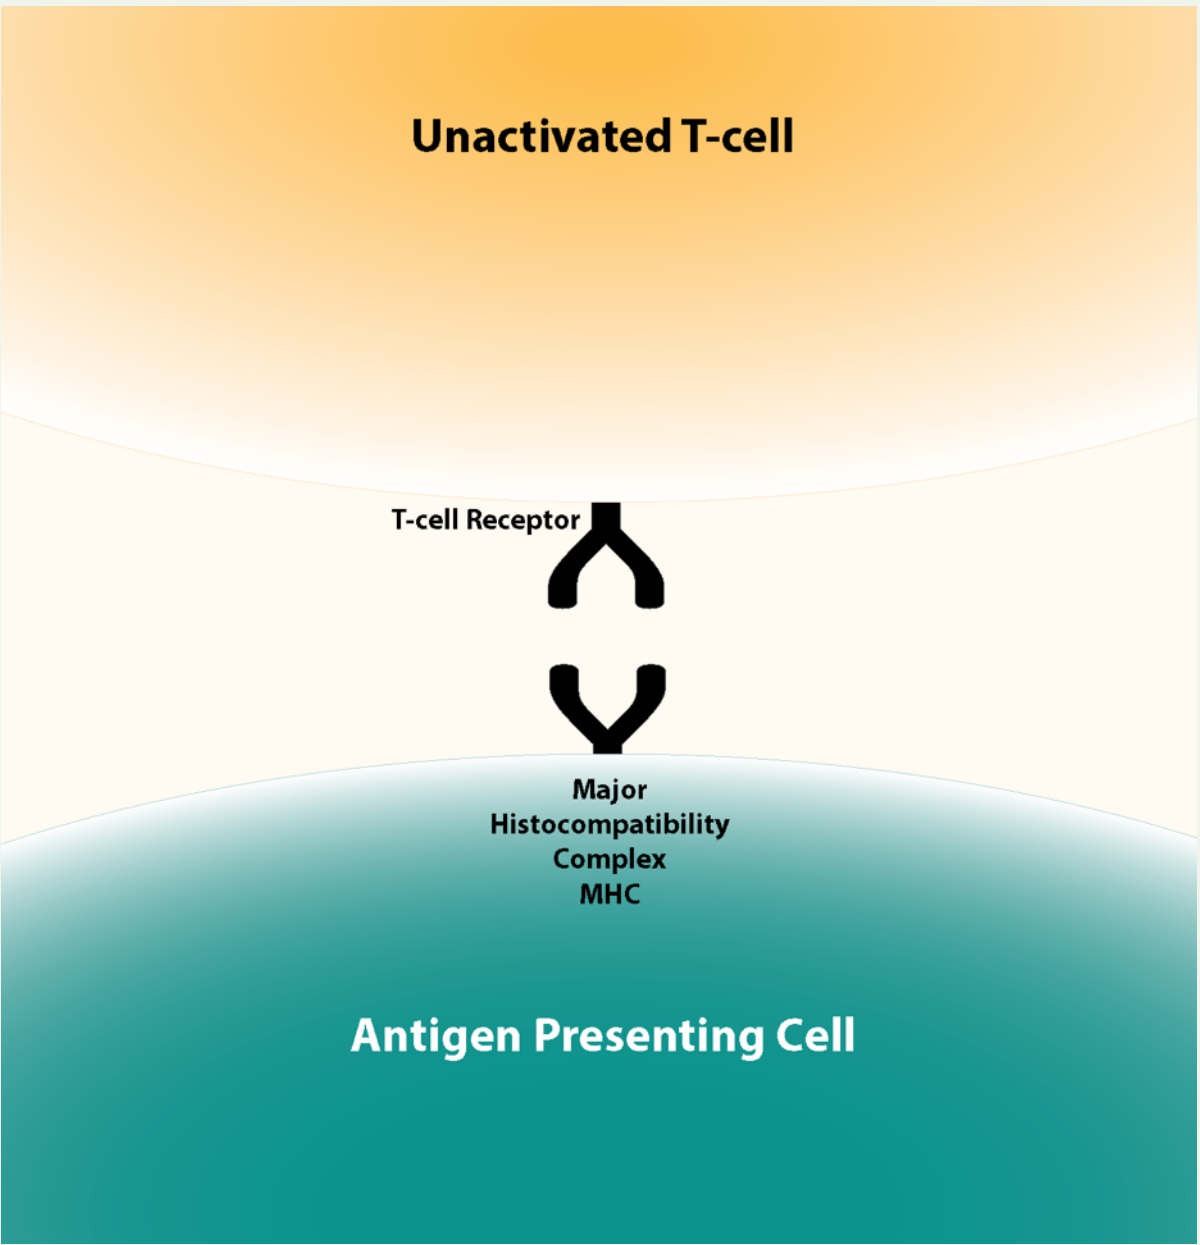 Unactivated T-cell
T-cell Receptor
Major
Histocompatibility
Complex
MHC
Antigen Presenting Cell